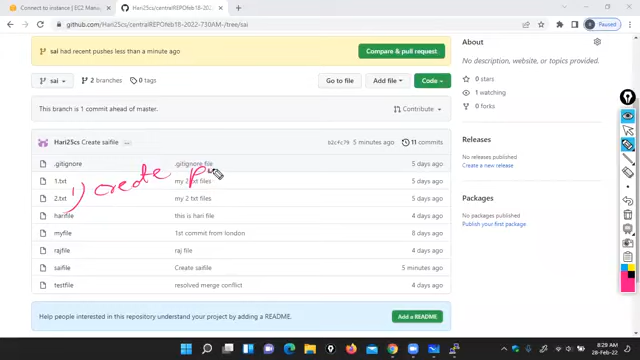 Connect to instance | EC2 Manag
Hari25cs/centralREPOfeb18-2022
github.com/Hari25cs/centralREPOfeb18-2022-730AM-/tree/sai
Paused
sai had recent pushes less than a minute ago
Compare & pull request
sai
2 branches
0 tags
Go to file
Add file
Code
This branch is 1 commit ahead of master.
Contribute
Hari25cs Create saifile
b2cfc79 5 minutes ago
11 commits
.gitignore .gitignore file 5 days ago
1.txt my 2 txt files 5 days ago
2.txt my 2 txt files 5 days ago
harifile this is hari file 4 days ago
myfile 1st commit from london 8 days ago
rajfile raj file 4 days ago
saifile Create saifile 5 minutes ago
testfile resolved merge conflict 4 days ago
1) create
Help people interested in this repository understand your project by adding a README.
Add a README
About
No description, website, or topics provided.
0 stars
1 watching
0 forks
Releases
No releases published
Create a new release
Packages
No packages published
Publish your first package
8:29 AM
28-Feb-22